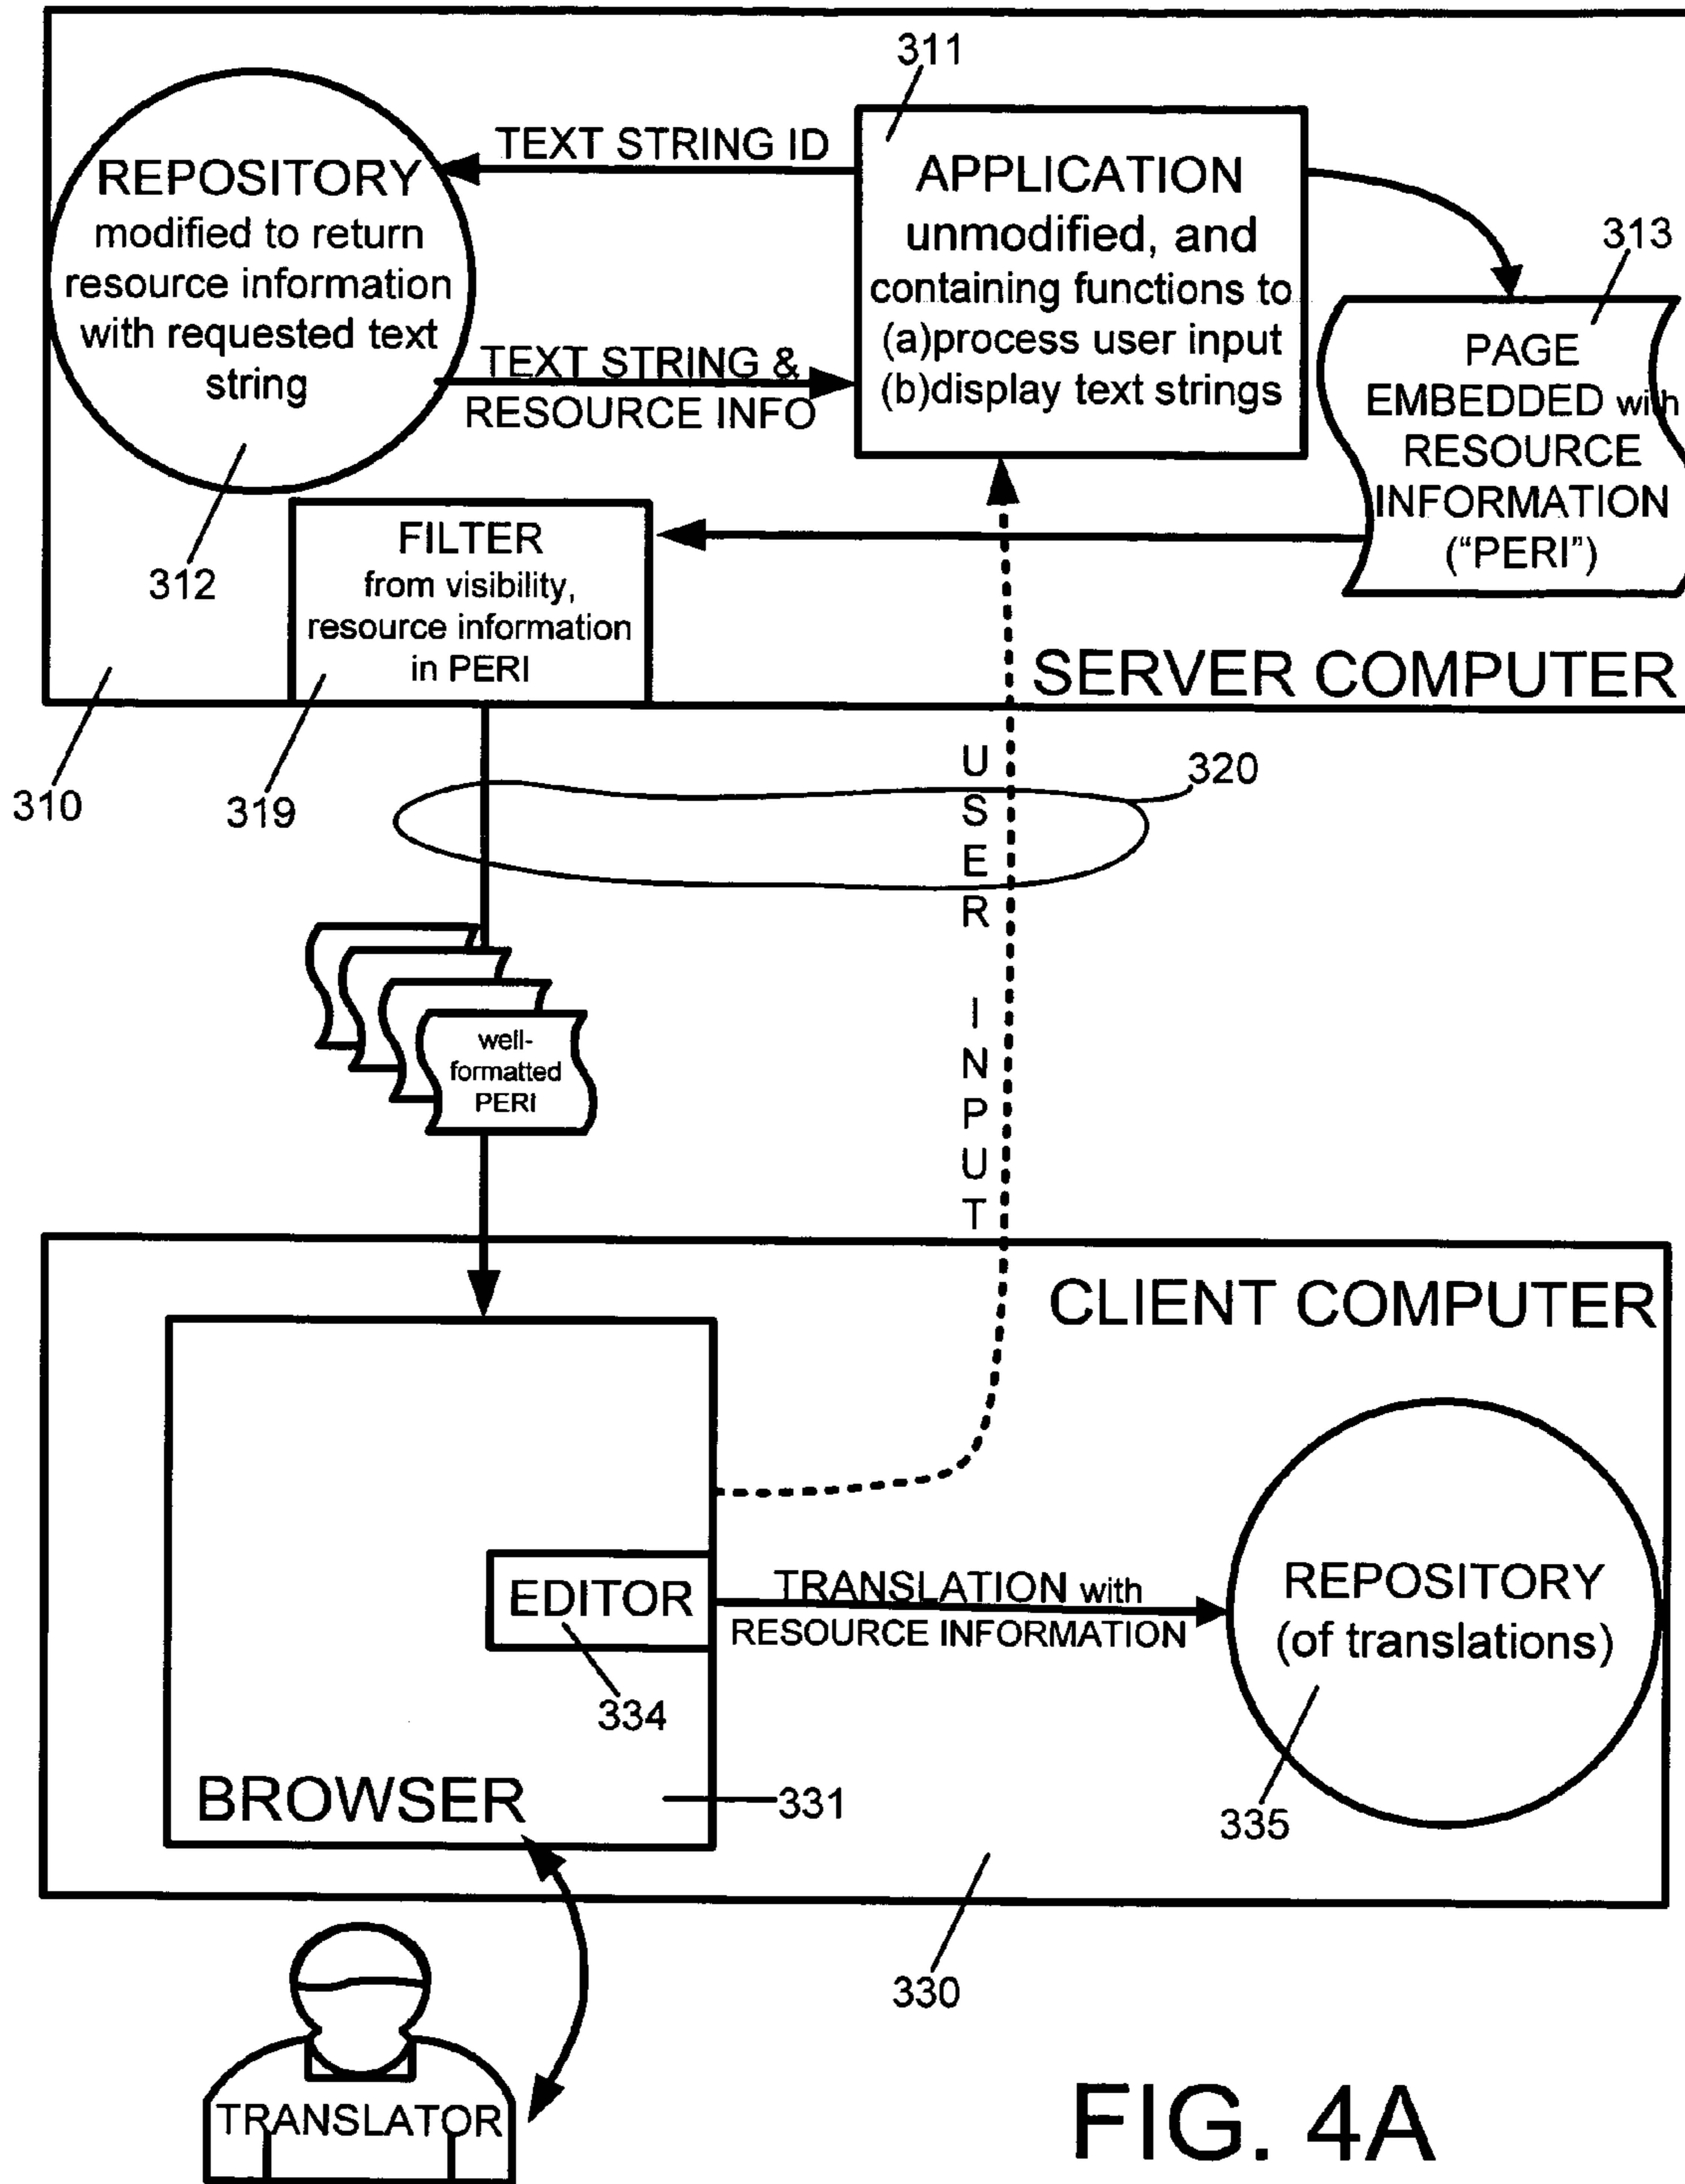 311
TEXT STRING ID
REPOSITORY
modified to return
resource information
with requested text
string
APPLICATION
unmodified, and
containing functions to
(a)process user input
(b)display text strings
313
TEXT STRING &
RESOURCE INFO
PAGE
EMBEDDED with
RESOURCE
INFORMATION
("PERI")
312
FILTER
from visibility,
resource information
in PERI
SERVER COMPUTER
310
319
320
USER INPUT
well-
formatted
PERI
CLIENT COMPUTER
EDITOR
TRANSLATION with
RESOURCE INFORMATION
REPOSITORY
(of translations)
334
BROWSER
331
335
330
TRANSLATOR
FIG. 4A